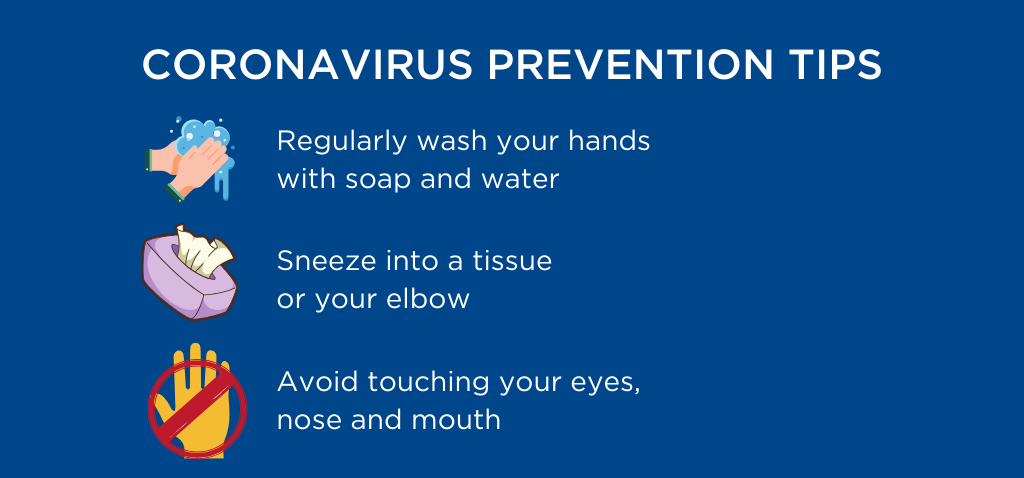 CORONAVIRUS PREVENTION TIPS
Regularly wash your hands
with soap and water
Sneeze into a tissue
or your elbow
Avoid touching your eyes,
nose and mouth